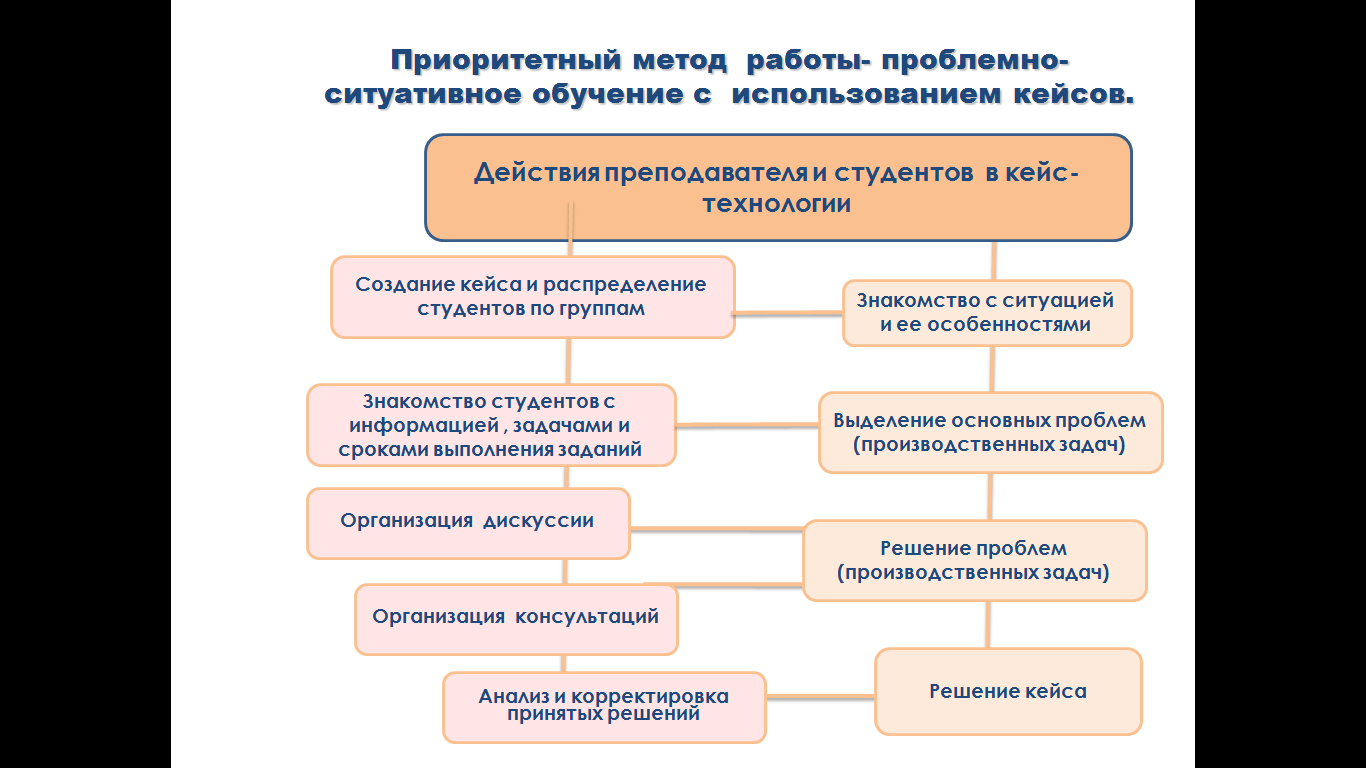 Приоритетный метод работы- проблемно-
ситуативное обучение с использованием кейсов.
Действия преподавателя и студентов в кейс-
технологии
Создание кейса и распределение
студентов по группам
Знакомство с ситуацией
и ее особенностями
Знакомство студентов с
информацией , задачами и
сроками выполнения заданий
Выделение основных проблем
(производственных задач)
Организация дискуссии
Решение проблем
(производственных задач)
Организация консультаций
Анализ и корректировка
принятых решений
Решение кейса